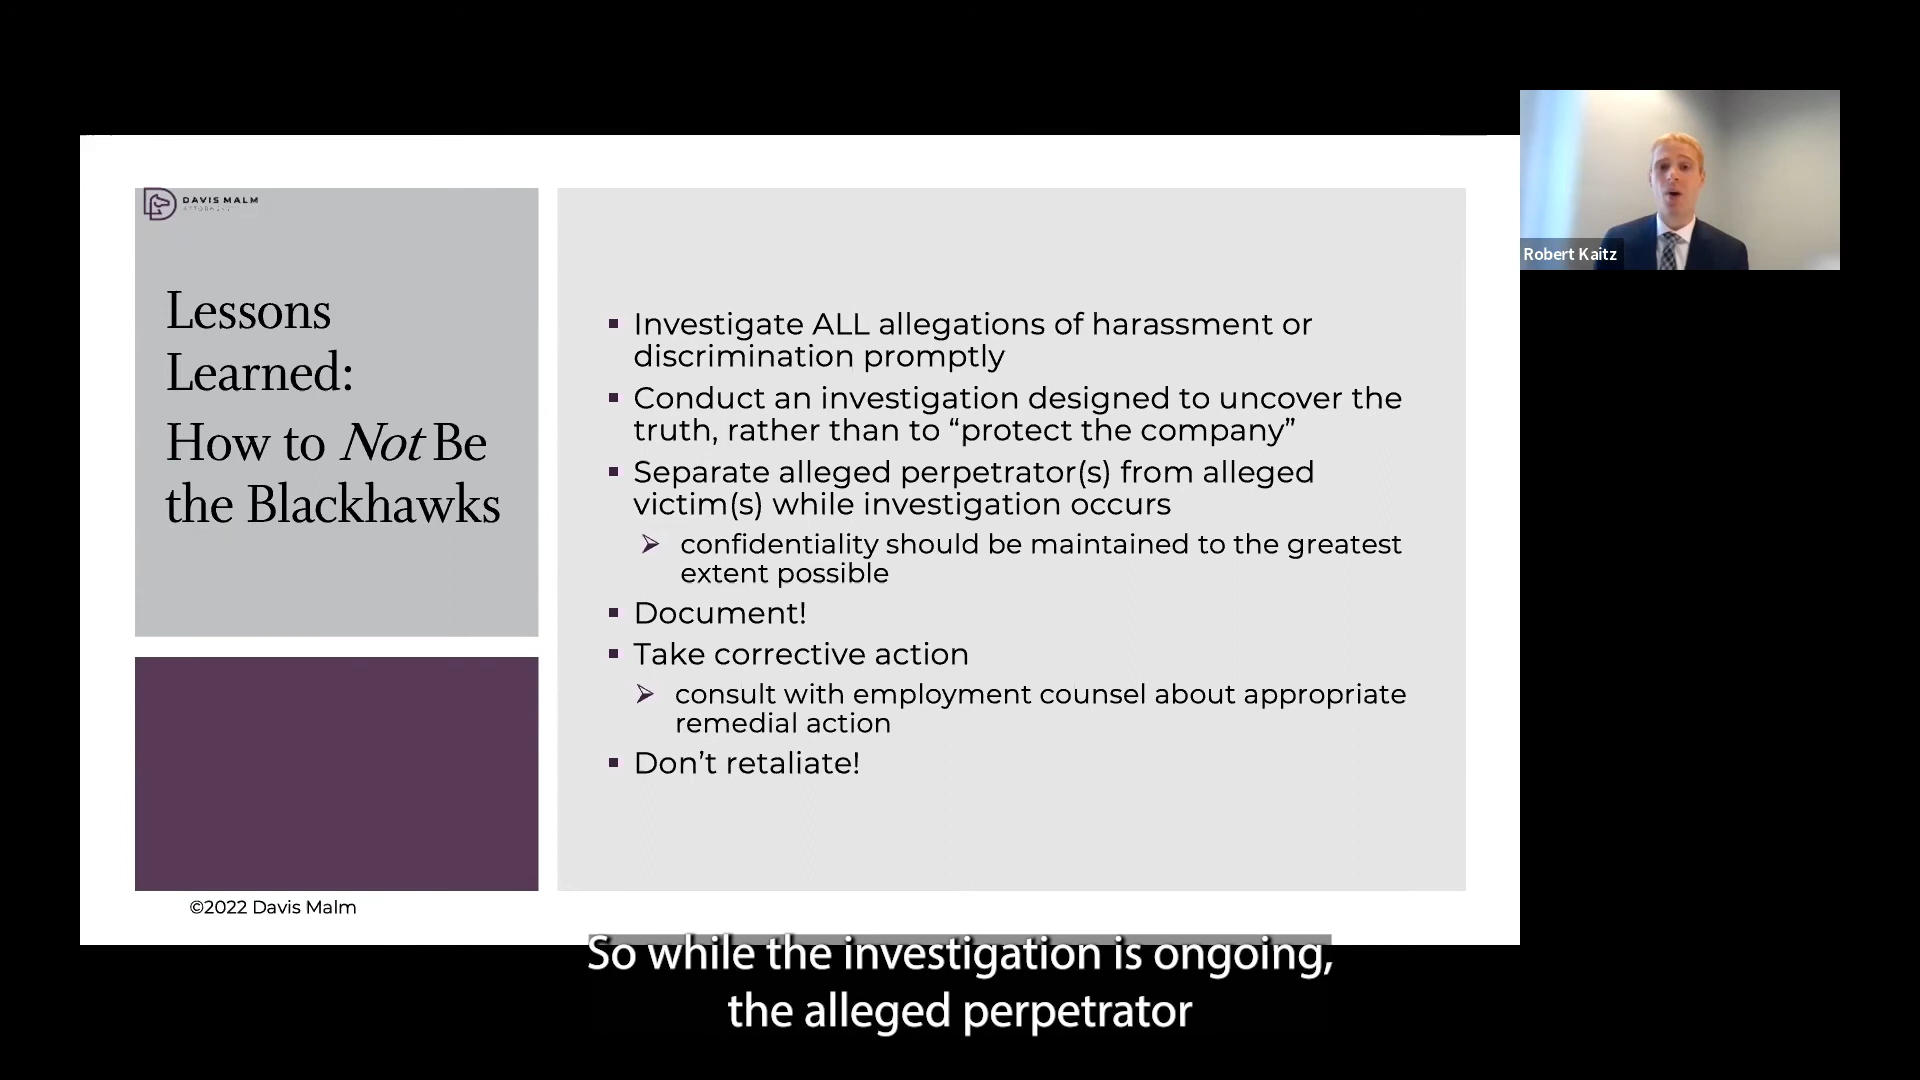 DAVIS MALM
Lessons
Learned:
How to Not Be
the Blackhawks
Investigate ALL allegations of harassment or
discrimination promptly
Conduct an investigation designed to uncover the
truth, rather than to “protect the company”
Separate alleged perpetrator(s) from alleged
victim(s) while investigation occurs
confidentiality should be maintained to the greatest
extent possible
Document!
Take corrective action
consult with employment counsel about appropriate
remedial action
Don’t retaliate!
©2022 Davis Malm
Robert Kaitz
So while the investigation is ongoing,
the alleged perpetrator